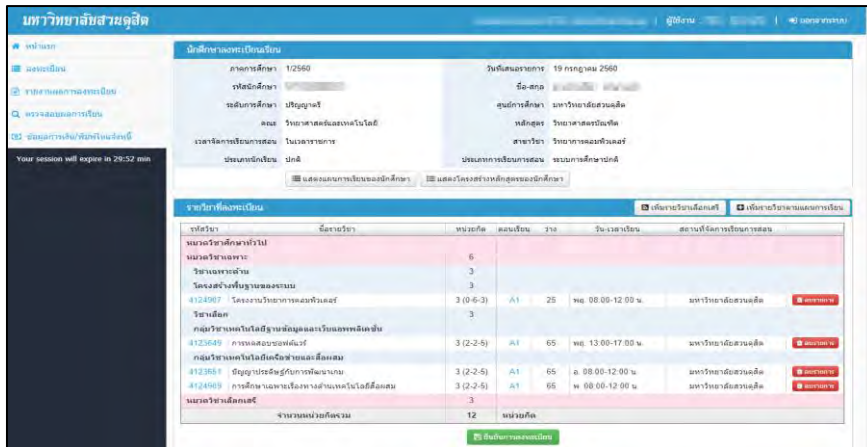 มหาวิทยาลัยสวนดุสิต
ผู้ใช้งาน
ออกจากระบบ
หน้าแรก
ลงทะเบียน
รายงานผลการลงทะเบียน
ตรวจสอบผลการเรียน
Your session will expire in 29:52 min
นักศึกษาลงทะเบียนเรียน
ภาคการศึกษา 1/2560 วันที่เสนอรายการ 19 กรกฎาคม 2560
รหัสนักศึกษา ชื่อ-สกุล
ระดับการศึกษา ปริญญาตรี ศูนย์การศึกษา มหาวิทยาลัยสวนดุสิต
คณะ วิทยาศาสตร์และเทคโนโลยี หลักสูตร วิทยาศาสตรบัณฑิต
เวลาจัดการเรียนการสอน ในเวลาราชการ สาขาวิชา วิทยาการคอมพิวเตอร์
ประเภทนักเรียน ปกติ ประเภทการเรียนการสอน ระบบการศึกษาปกติ
แสดงแผนการเรียนของนักศึกษา แสดงโครงสร้างหลักสูตรของนักศึกษา
รายวิชาที่ลงทะเบียน เพิ่มรายวิชาเลือกเสรี เพิ่มรายวิชาตามแผนการเรียน
รหัสวิชา ชื่อรายวิชา หน่วยกิต ตอนเรียน ว่าง วัน-เวลาเรียน สถานที่จัดการเรียนการสอน
หมวดวิชาศึกษาทั่วไป
หมวดวิชาเฉพาะ 6
วิชาเฉพาะด้าน 3
โครงสร้างพื้นฐานของระบบ 3
4124907 โครงงานวิทยาการคอมพิวเตอร์ 3 (0-6-3) A1 25 พฤ. 08:00-12:00 น. มหาวิทยาลัยสวนดุสิต ลบรายการ
วิชาเลือก 3
กลุ่มวิชาเทคโนโลยีฐานข้อมูลและเว็บแอพพลิเคชั่น
4123649 การทดสอบซอฟต์แวร์ 3 (2-2-5) A1 65 พฤ. 13:00-17:00 น. มหาวิทยาลัยสวนดุสิต ลบรายการ
กลุ่มวิชาเทคโนโลยีเครือข่ายและสื่อผสม
4123651 ปัญญาประดิษฐ์กับการพัฒนาเกม 3 (2-2-5) A1 65 อ. 08:00-12:00 น. มหาวิทยาลัยสวนดุสิต ลบรายการ
4124909 การศึกษาเฉพาะเรื่องทางด้านเทคโนโลยีสื่อผสม 3 (2-2-5) A1 65 พ. 08:00-12:00 น. มหาวิทยาลัยสวนดุสิต ลบรายการ
หมวดวิชาเลือกเสรี 3
จำนวนหน่วยกิตรวม 12 หน่วยกิต
ยืนยันการลงทะเบียน